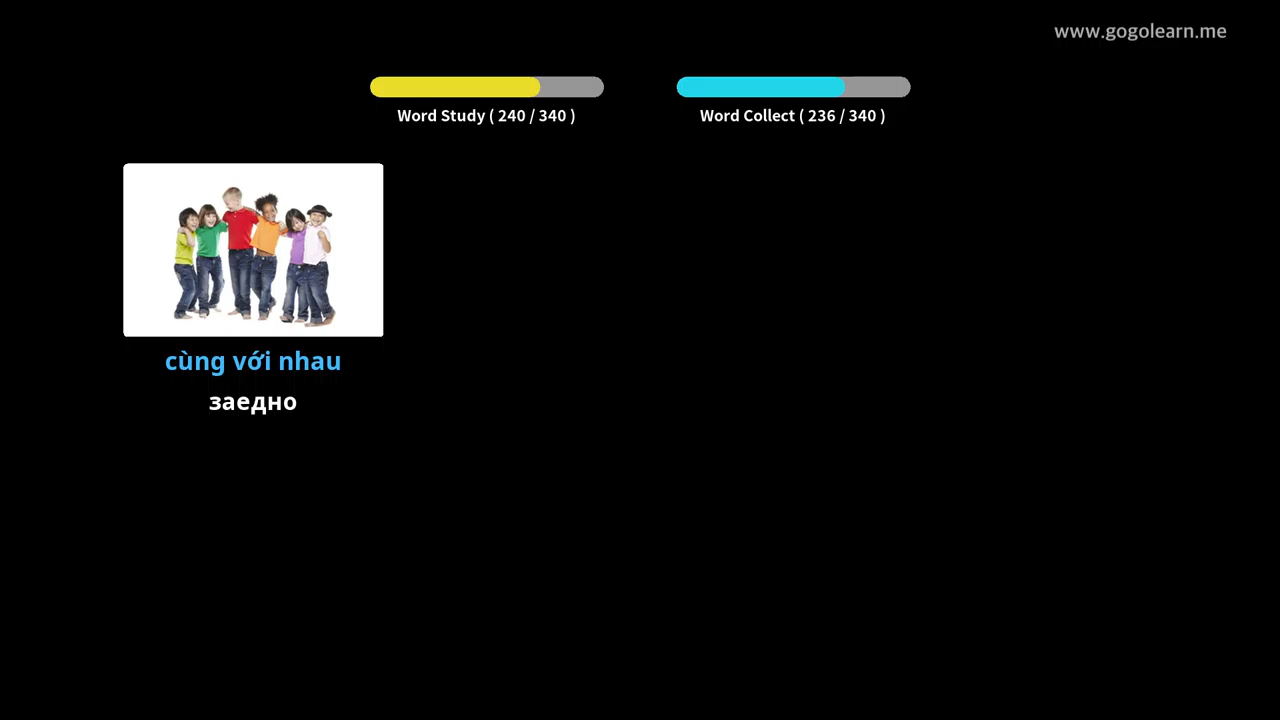 www.gogolearn.me
Word Study ( 240 / 340 )
Word Collect ( 236 / 340 )
cùng với nhau
заедно